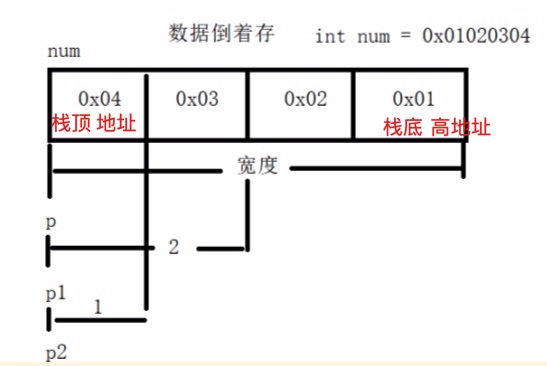 数据倒着存 int num = 0x01020304
num
0x04 0x03 0x02 0x01
栈顶 地址 栈底 高地址
宽度
p
2
p1
1
p2